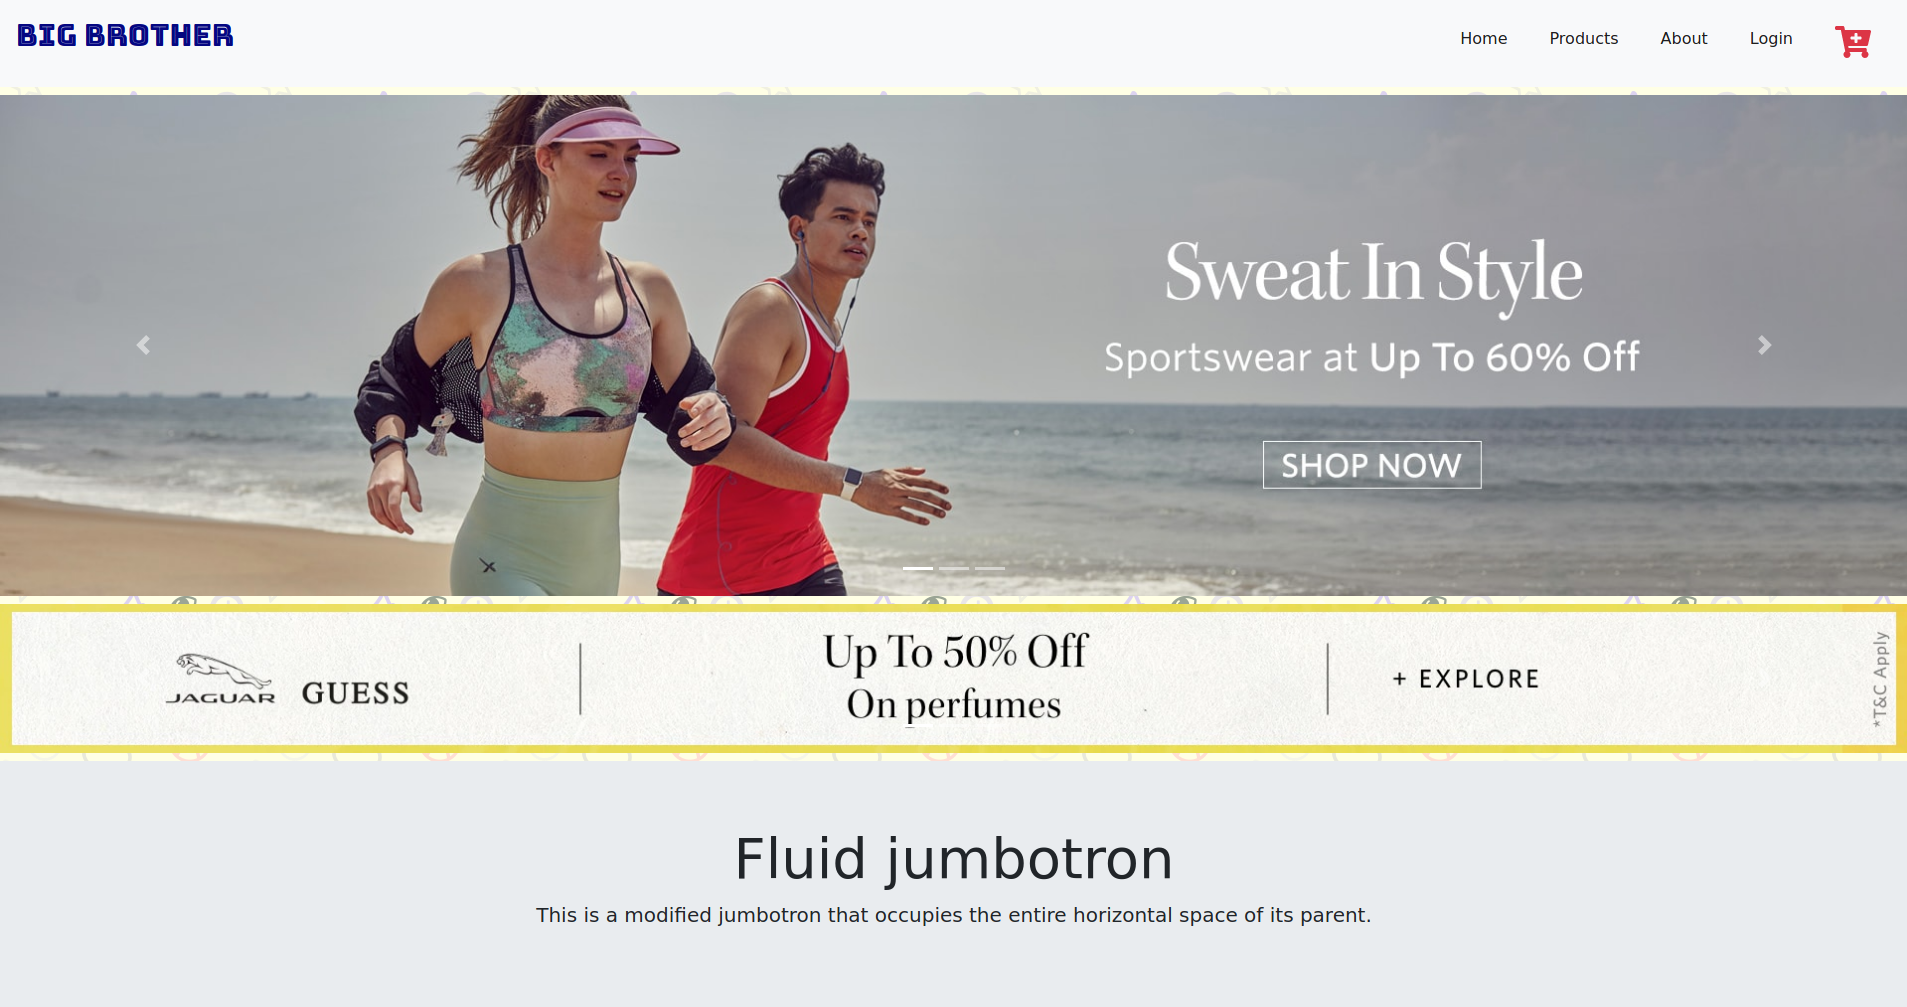 BIG BROTHER
Home Products About Login
Sweat In Style
Sportswear at Up To 60% Off
SHOP NOW
JAGUAR GUESS
Up To 50% Off
On perfumes
+ EXPLORE
*T&C Apply
Fluid jumbotron
This is a modified jumbotron that occupies the entire horizontal space of its parent.